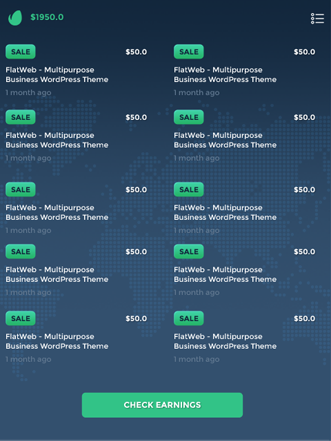 $1950.0
SALE $50.0 SALE $50.0
FlatWeb - Multipurpose FlatWeb - Multipurpose
Business WordPress Theme Business WordPress Theme
1 month ago 1 month ago
SALE $50.0 SALE $50.0
FlatWeb - Multipurpose FlatWeb - Multipurpose
Business WordPress Theme Business WordPress Theme
1 month ago 1 month ago
SALE $50.0 SALE $50.0
FlatWeb - Multipurpose FlatWeb - Multipurpose
Business WordPress Theme Business WordPress Theme
1 month ago 1 month ago
SALE $50.0 SALE $50.0
FlatWeb - Multipurpose FlatWeb - Multipurpose
Business WordPress Theme Business WordPress Theme
1 month ago 1 month ago
SALE $50.0 SALE $50.0
FlatWeb - Multipurpose FlatWeb - Multipurpose
Business WordPress Theme Business WordPress Theme
1 month ago 1 month ago
CHECK EARNINGS